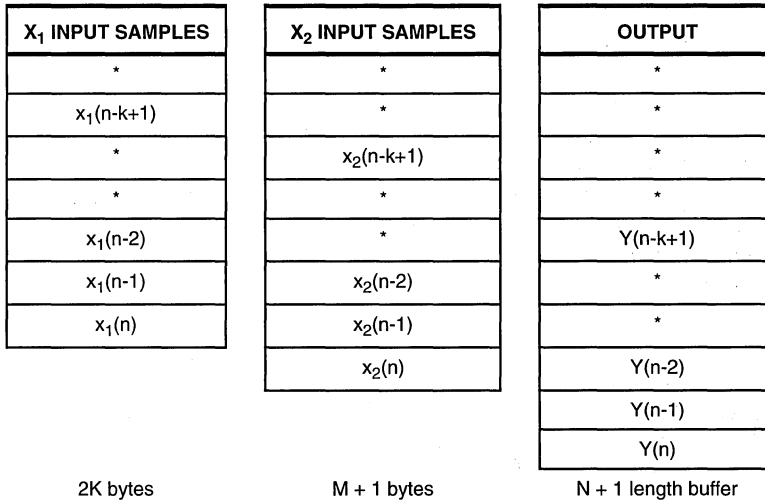 X₁ INPUT SAMPLES
*
x₁(n-k+1)
*
*
x₁(n-2)
x₁(n-1)
x₁(n)
2K bytes
X₂ INPUT SAMPLES
*
*
x₂(n-k+1)
*
*
x₂(n-2)
x₂(n-1)
x₂(n)
M + 1 bytes
OUTPUT
*
*
*
*
Y(n-k+1)
*
*
Y(n-2)
Y(n-1)
Y(n)
N + 1 length buffer